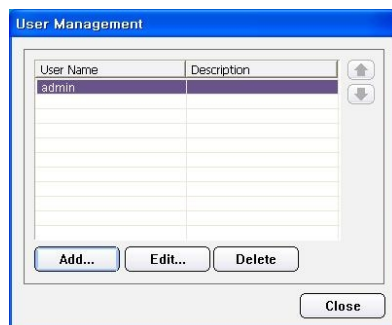 User Management
User Name Description
admin
Add... Edit... Delete
Close